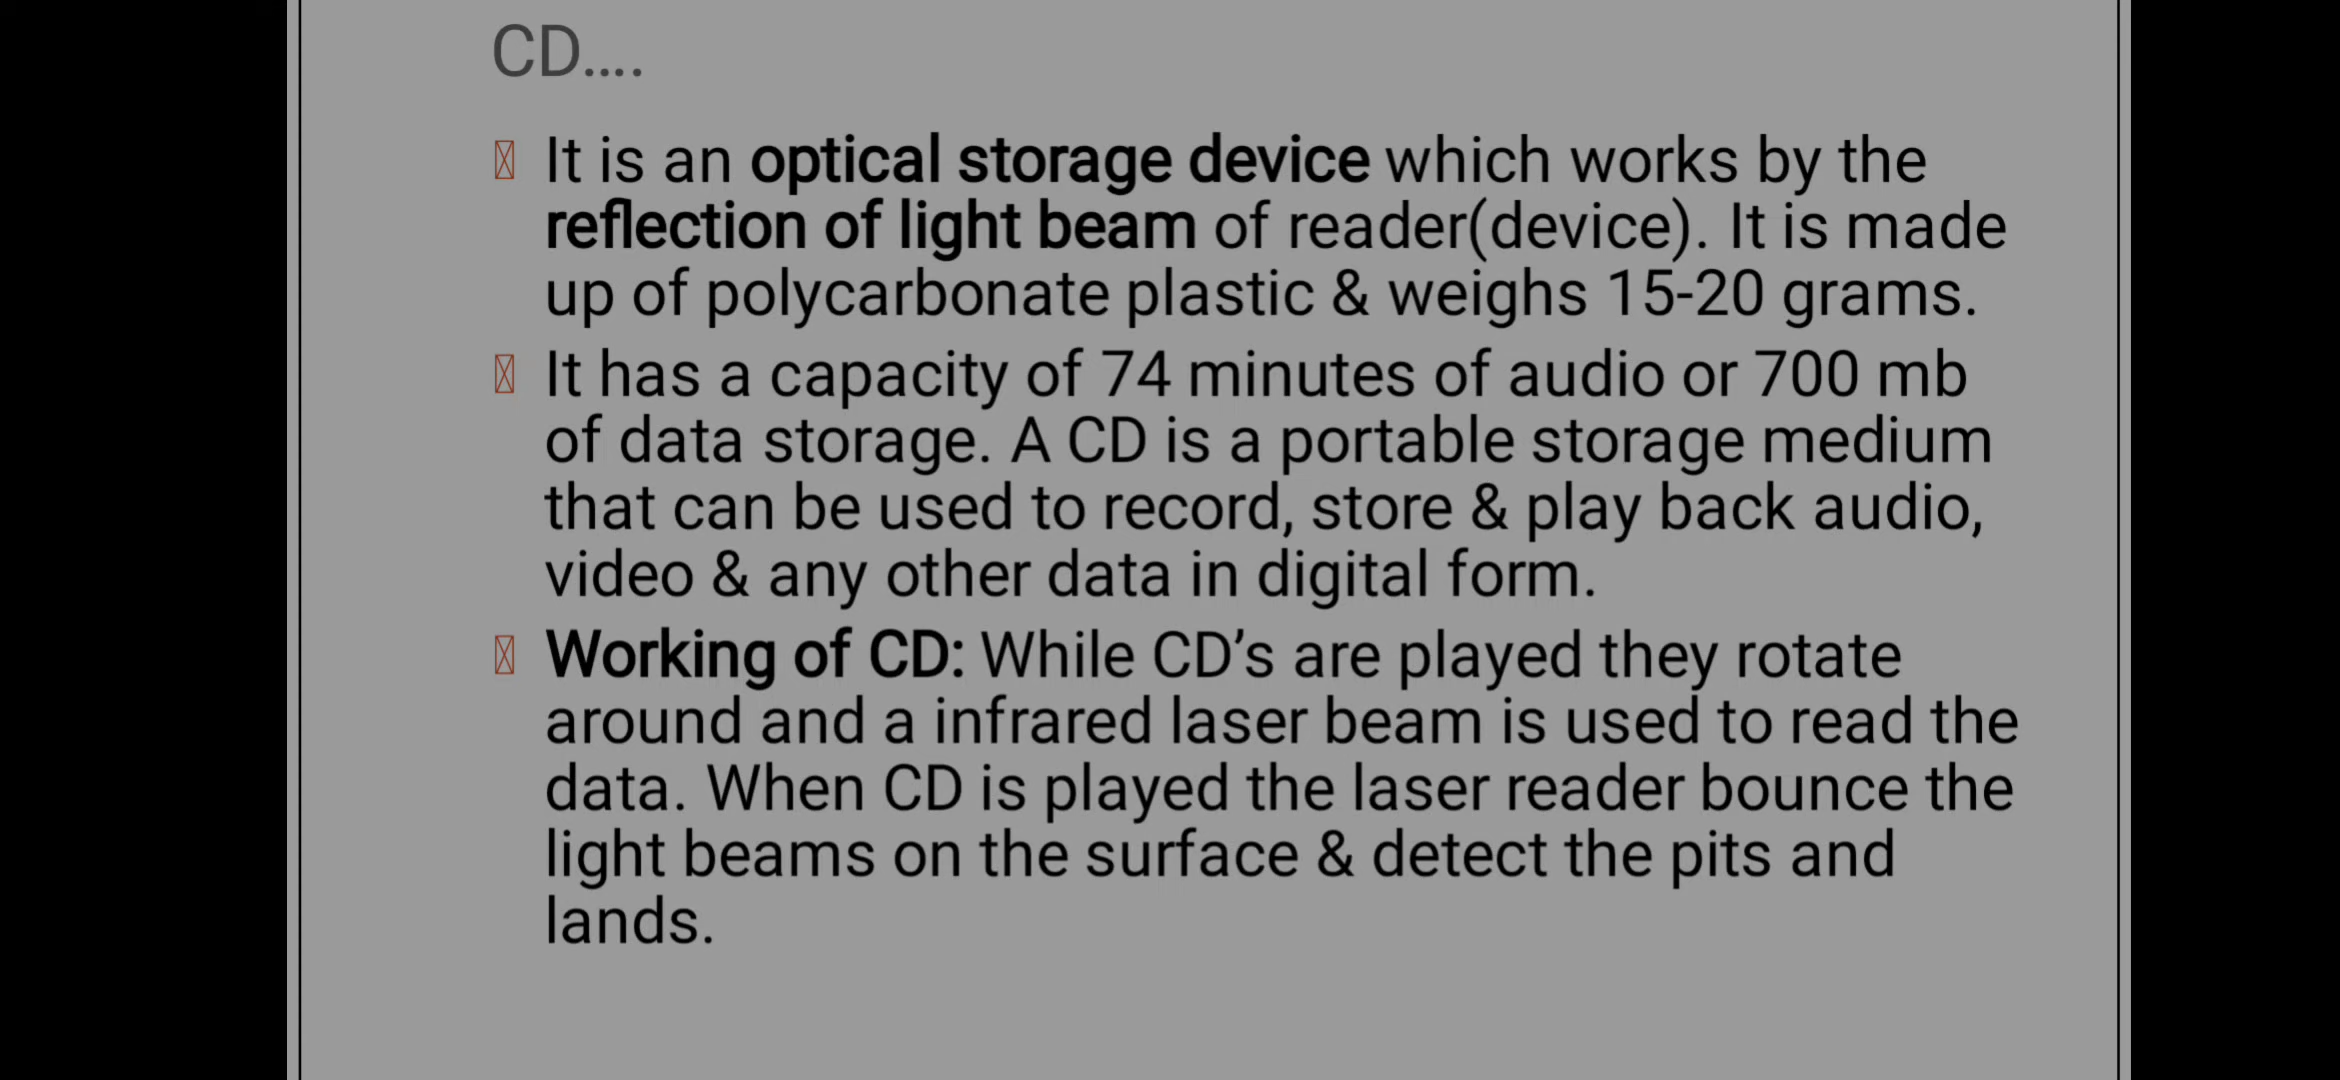 CD....
It is an optical storage device which works by the
reflection of light beam of reader(device). It is made
up of polycarbonate plastic & weighs 15-20 grams.
It has a capacity of 74 minutes of audio or 700 mb
of data storage. A CD is a portable storage medium
that can be used to record, store & play back audio,
video & any other data in digital form.
Working of CD: While CD’s are played they rotate
around and a infrared laser beam is used to read the
data. When CD is played the laser reader bounce the
light beams on the surface & detect the pits and
lands.